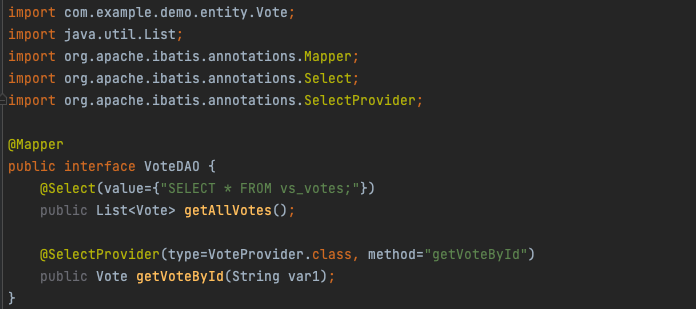 import com.example.demo.entity.Vote;
import java.util.List;
import org.apache.ibatis.annotations.Mapper;
import org.apache.ibatis.annotations.Select;
import org.apache.ibatis.annotations.SelectProvider;

@Mapper
public interface VoteDAO {
    @Select(value={"SELECT * FROM vs_votes;"})
    public List<Vote> getAllVotes();

    @SelectProvider(type=VoteProvider.class, method="getVoteById")
    public Vote getVoteById(String var1);
}